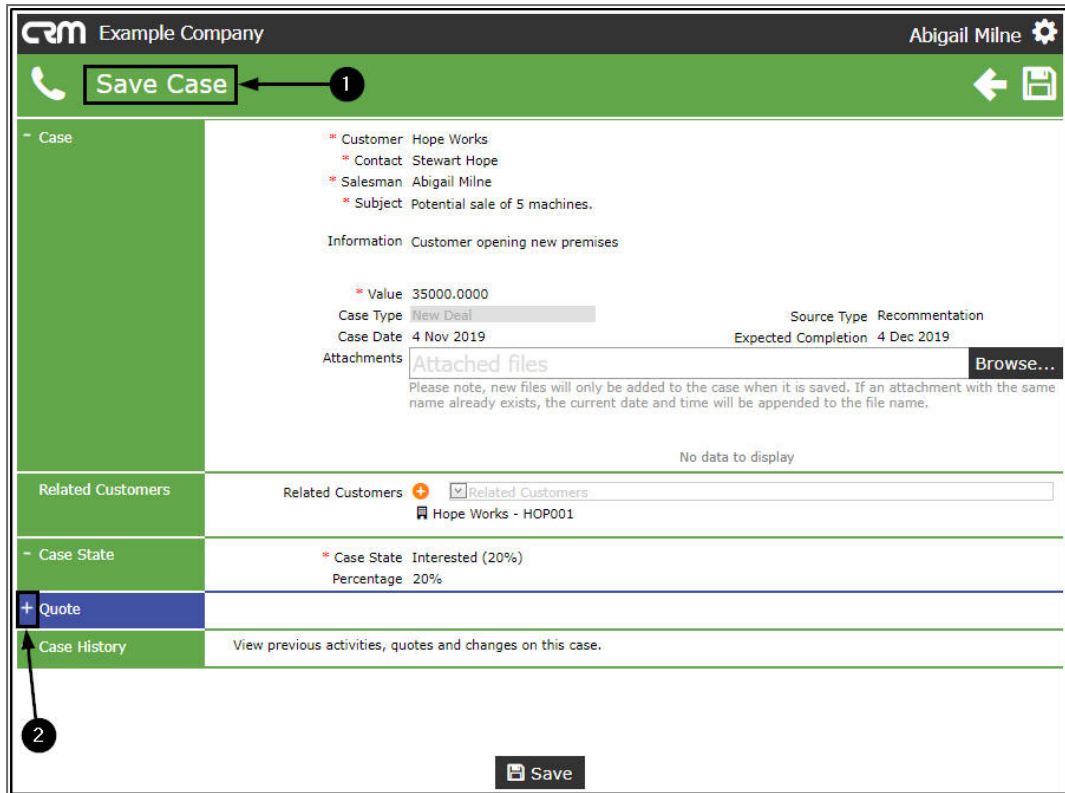 CRM Example Company
Abigail Milne
Save Case
1
- Case
* Customer Hope Works
* Contact Stewart Hope
* Salesman Abigail Milne
* Subject Potential sale of 5 machines.
Information Customer opening new premises
* Value 35000.0000
Case Type New Deal
Source Type Recommentation
Case Date 4 Nov 2019
Expected Completion 4 Dec 2019
Attachments Attached files Browse...
Please note, new files will only be added to the case when it is saved. If an attachment with the same
name already exists, the current date and time will be appended to the file name.
No data to display
Related Customers
Related Customers Related Customers
Hope Works - HOP001
- Case State
* Case State Interested (20%)
Percentage 20%
+ Quote
Case History
View previous activities, quotes and changes on this case.
2
Save